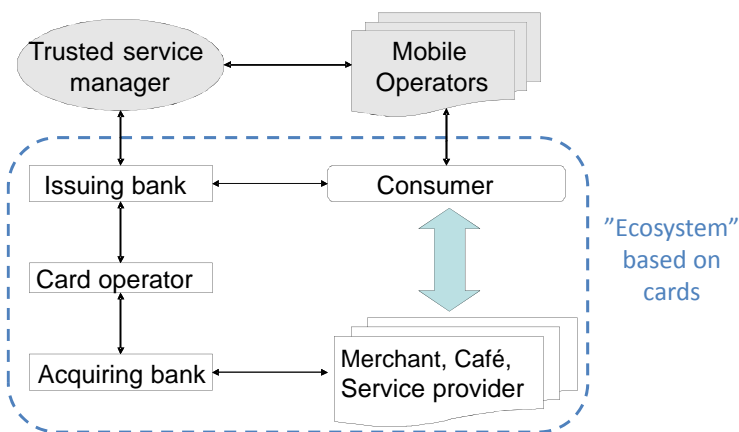 Trusted service
manager
Mobile
Operators
Issuing bank
Consumer
”Ecosystem”
based on
cards
Card operator
Acquiring bank
Merchant, Café,
Service provider